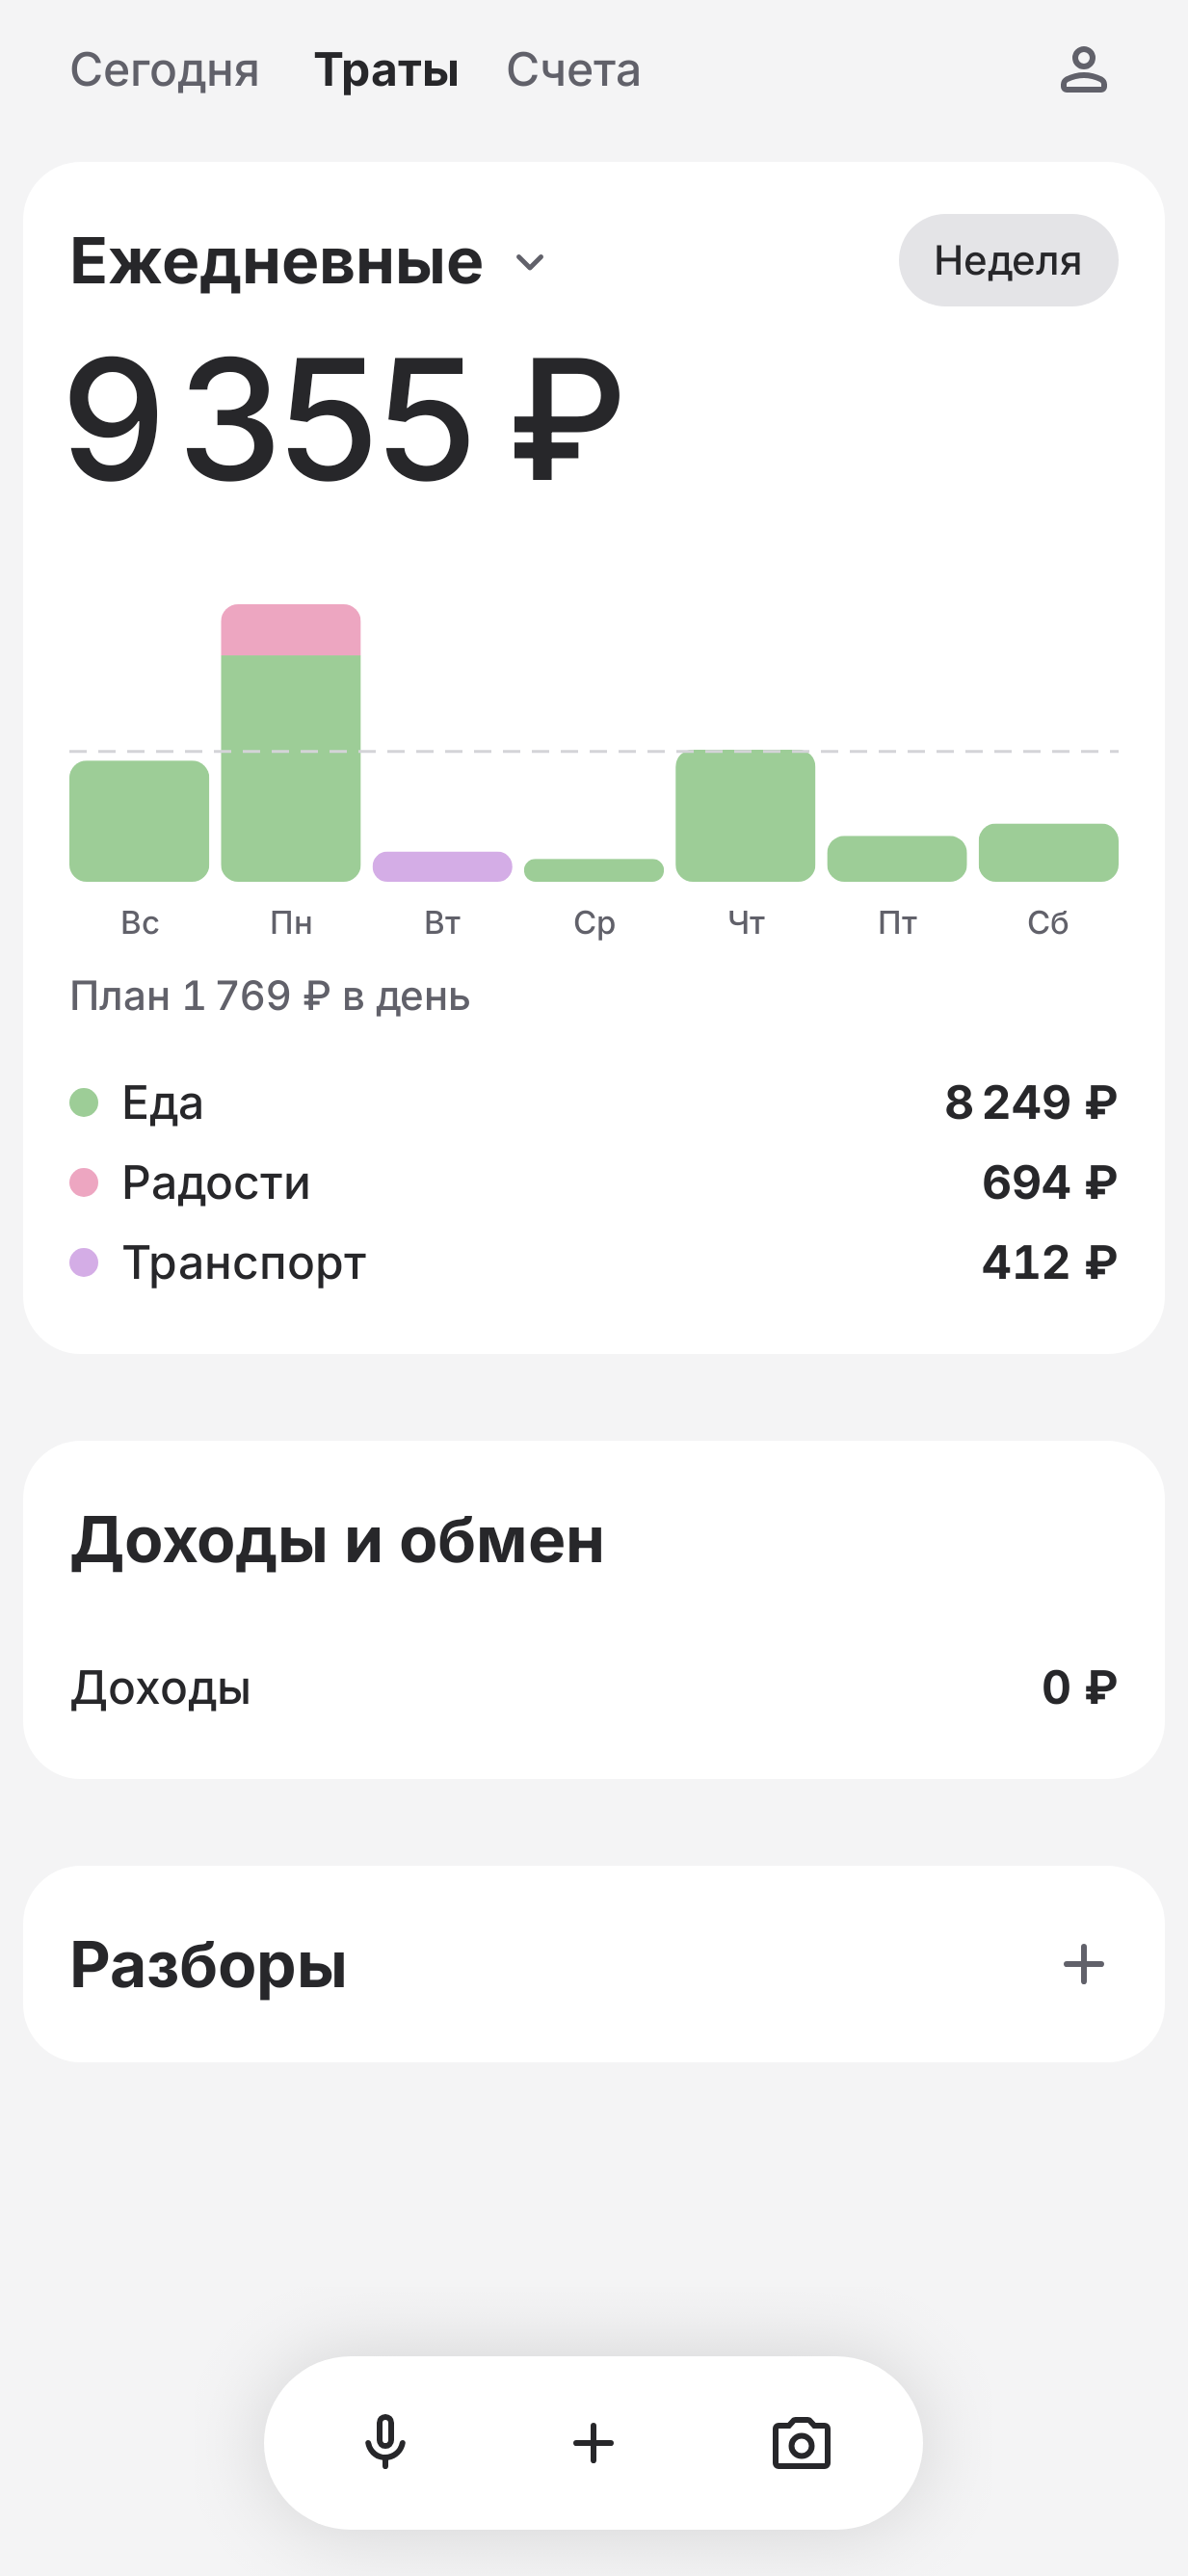 Сегодня Траты Счета
Ежедневные Неделя
9 355 ₽
Вс Пн Вт Ср Чт Пт Сб
План 1 769 ₽ в день
Еда 8 249 ₽
Радости 694 ₽
Транспорт 412 ₽
Доходы и обмен
Доходы 0 ₽
Разборы